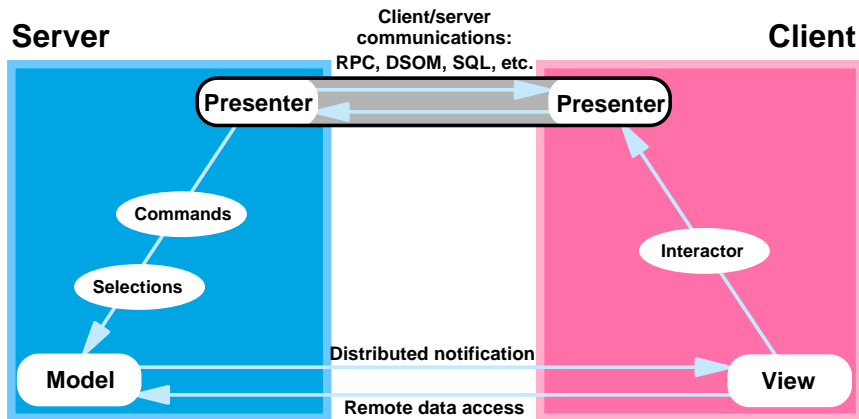 Server
Client/server
communications:
RPC, DSOM, SQL, etc.
Client
Presenter
Presenter
Commands
Selections
Interactor
Model
Distributed notification
View
Remote data access